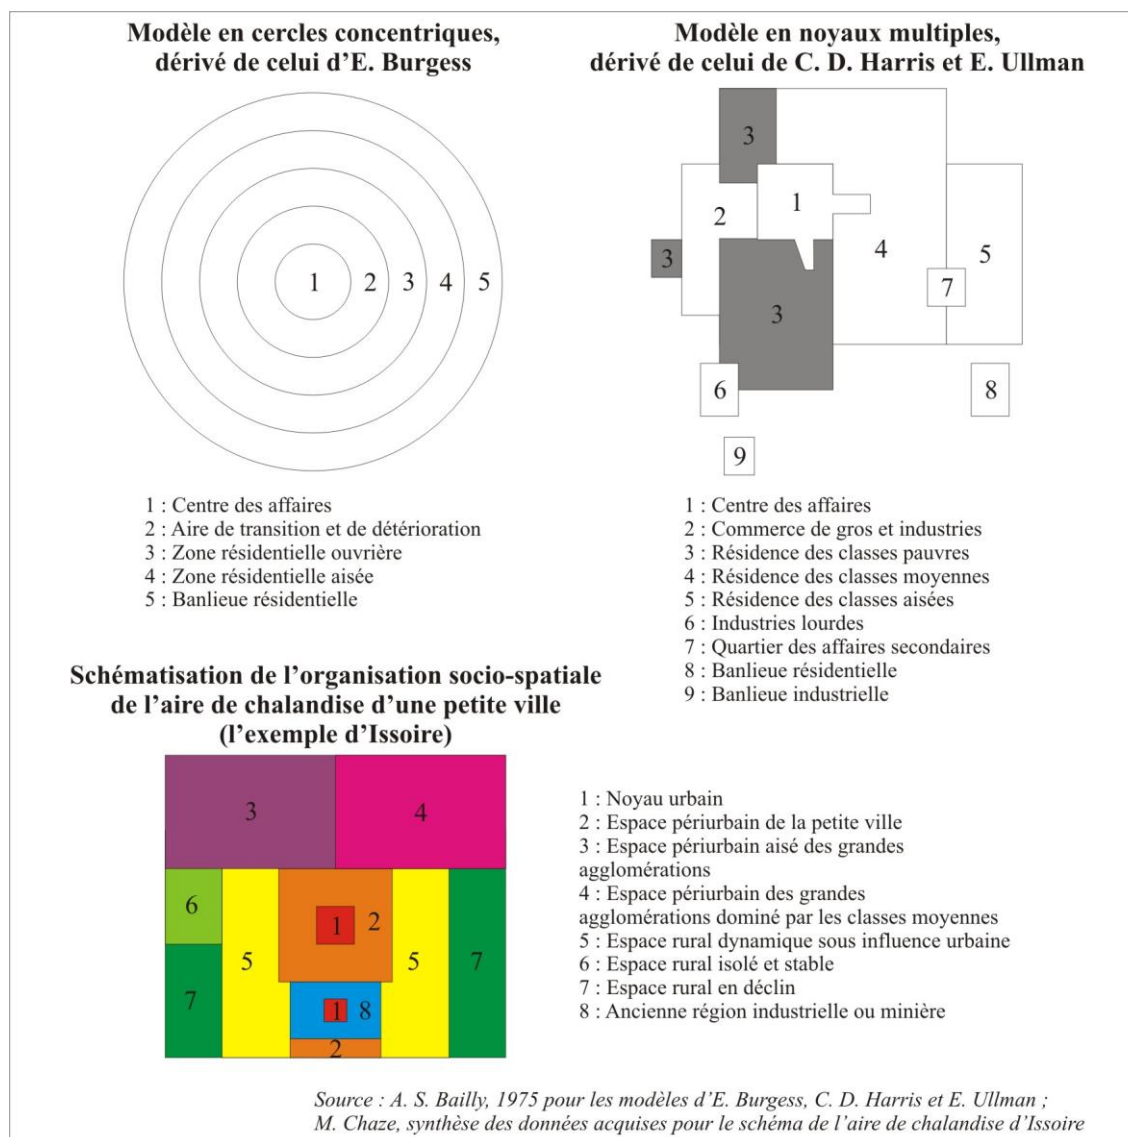 Modèle en cercles concentriques,
dérivé de celui d’E. Burgess
1
2
3
4
5
1 : Centre des affaires
2 : Aire de transition et de détérioration
3 : Zone résidentielle ouvrière
4 : Zone résidentielle aisée
5 : Banlieue résidentielle
Modèle en noyaux multiples,
dérivé de celui de C. D. Harris et E. Ullman
3
1
2
4
5
3
7
3
6
8
9
1 : Centre des affaires
2 : Commerce de gros et industries
3 : Résidence des classes pauvres
4 : Résidence des classes moyennes
5 : Résidence des classes aisées
6 : Industries lourdes
7 : Quartier des affaires secondaires
8 : Banlieue résidentielle
9 : Banlieue industrielle
Schématisation de l’organisation socio-spatiale
de l’aire de chalandise d’une petite ville
(l’exemple d’Issoire)
3
4
6
1
2
5
5
7
7
1
8
2
1 : Noyau urbain
2 : Espace périurbain de la petite ville
3 : Espace périurbain aisé des grandes
agglomérations
4 : Espace périurbain des grandes
agglomérations dominé par les classes moyennes
5 : Espace rural dynamique sous influence urbaine
6 : Espace rural isolé et stable
7 : Espace rural en déclin
8 : Ancienne région industrielle ou minière
Source : A. S. Bailly, 1975 pour les modèles d’E. Burgess, C. D. Harris et E. Ullman ;
M. Chaze, synthèse des données acquises pour le schéma de l’aire de chalandise d’Issoire